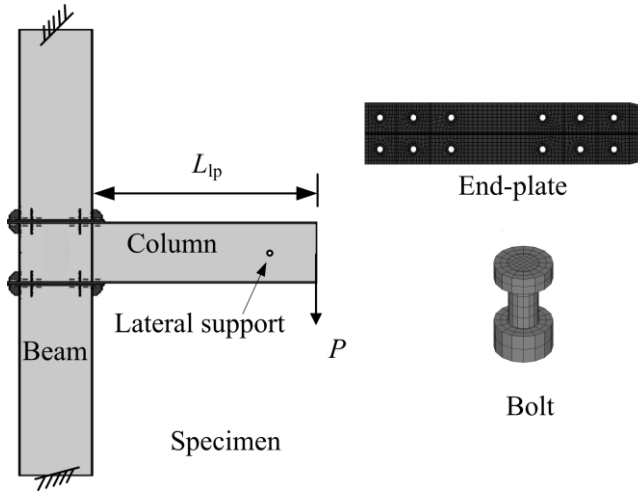 L_lp
End-plate
Column
Lateral support
Beam
P
Bolt
Specimen